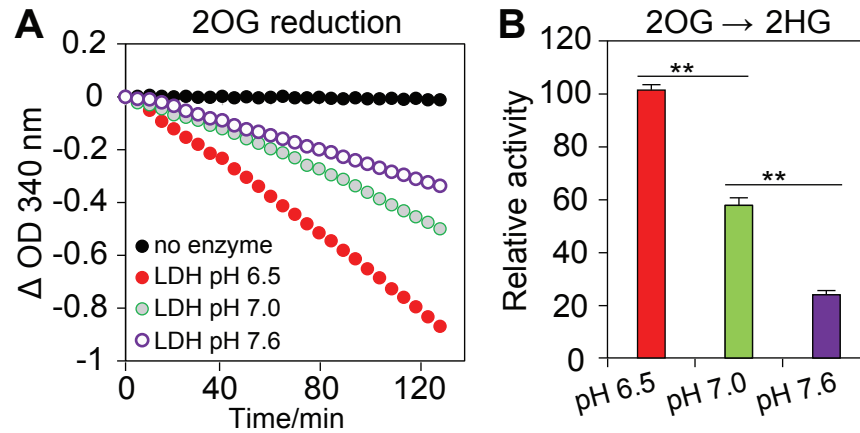 A
2OG reduction
Δ OD 340 nm
0.2
0
-0.2
-0.4
-0.6
-0.8
-1
no enzyme
LDH pH 6.5
LDH pH 7.0
LDH pH 7.6
0 40 80 120
Time/min
B
2OG → 2HG
Relative activity
120
100
80
60
40
20
0
**
**
pH 6.5 pH 7.0 pH 7.6